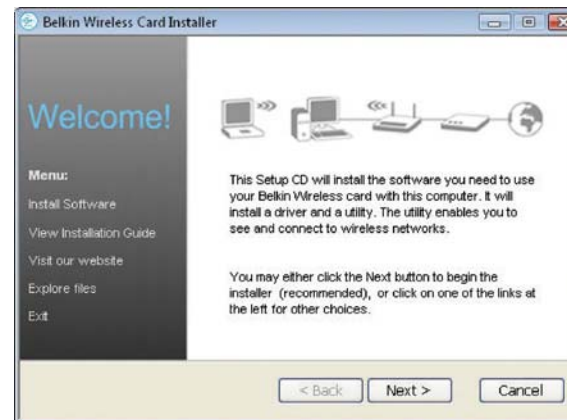 Belkin Wireless Card Installer
Welcome!
Menu:
Install Software
View Installation Guide
Visit our website
Explore files
Exit
This Setup CD will install the software you need to use
your Belkin Wireless card with this computer. It will
install a driver and a utility. The utility enables you to
see and connect to wireless networks.
You may either click the Next button to begin the
installer (recommended), or click on one of the links at
the left for other choices.
< Back
Next >
Cancel